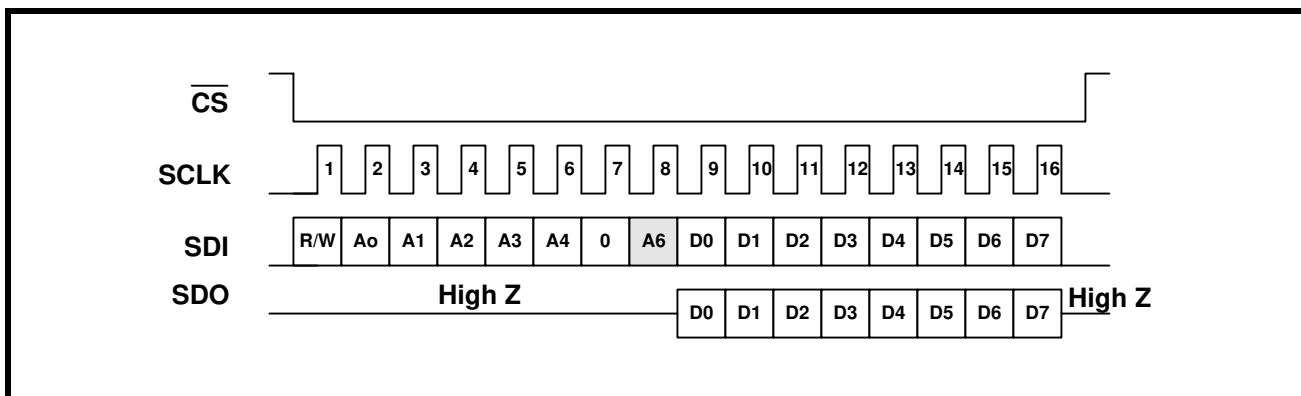 CS
SCLK 1 2 3 4 5 6 7 8 9 10 11 12 13 14 15 16
SDI R/W Ao A1 A2 A3 A4 0 A6 D0 D1 D2 D3 D4 D5 D6 D7
SDO High Z D0 D1 D2 D3 D4 D5 D6 D7 High Z